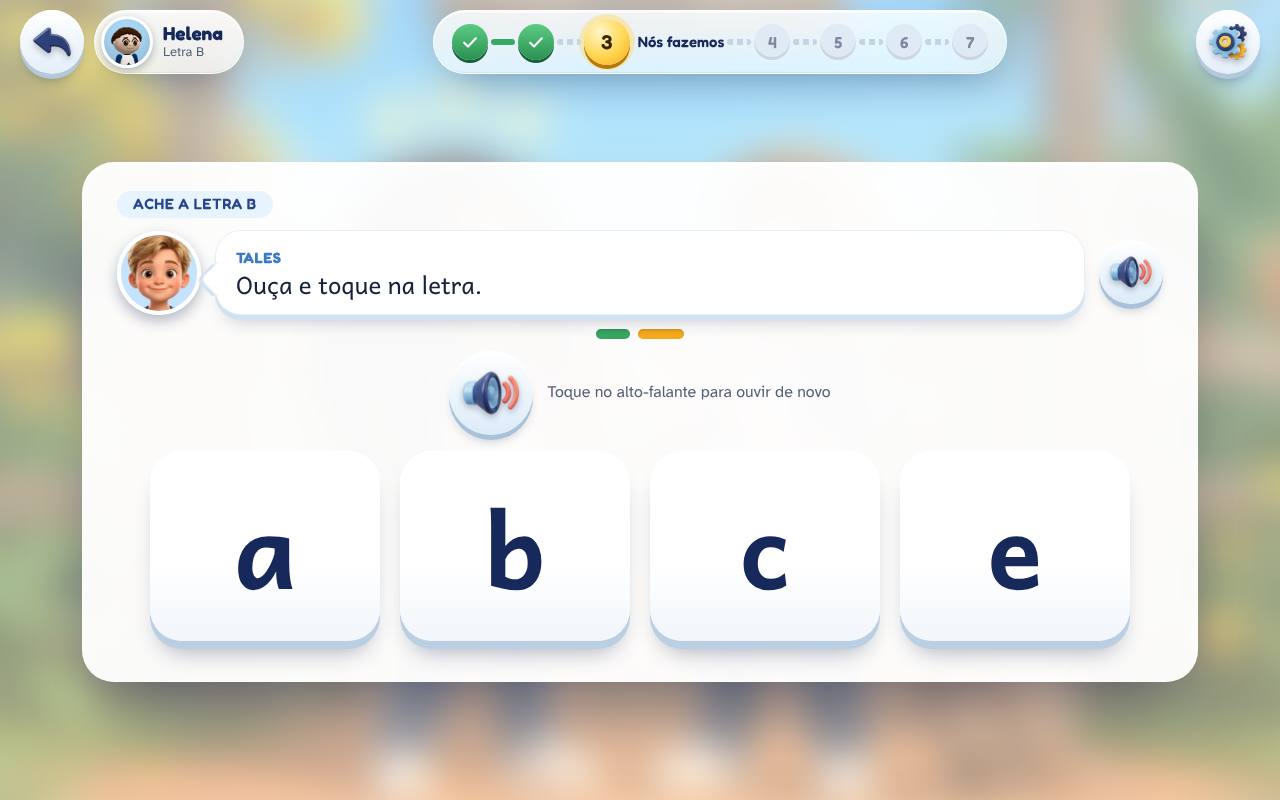 Helena
Letra B
3 Nós fazemos 4 5 6 7
ACHE A LETRA B
TALES
Ouça e toque na letra.
Toque no alto-falante para ouvir de novo
a b c e